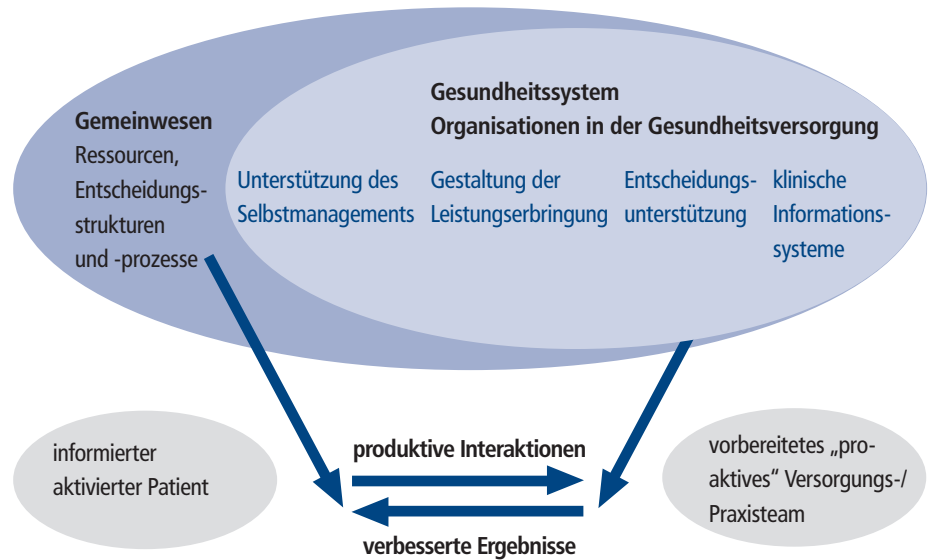 Gemeinwesen
Ressourcen,
Entscheidungs-
strukturen
und -prozesse
Gesundheitssystem
Organisationen in der Gesundheitsversorgung
Unterstützung des
Selbstmanagements
Gestaltung der
Leistungserbringung
Entscheidungs-
unterstützung
klinische
Informations-
systeme
informierter
aktivierter Patient
produktive Interaktionen
verbesserte Ergebnisse
vorbereitetes „pro-
aktives“ Versorgungs-/
Praxisteam